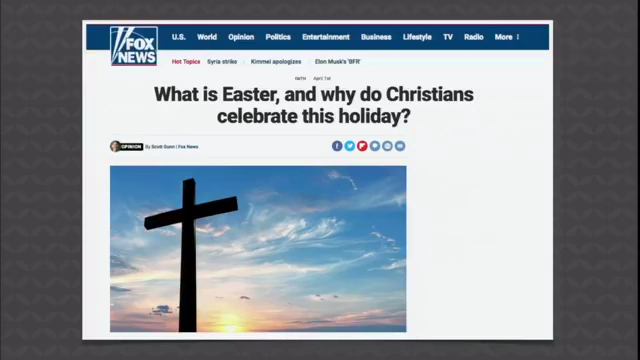 FOX
NEWS
U.S. World Opinion Politics Entertainment Business Lifestyle TV Radio More
Hot Topics Syria strike Kimmel apologizes Elon Musk's 'BFR'
FAITH April 1st
What is Easter, and why do Christians
celebrate this holiday?
OPINION By Scott Gunn | Fox News